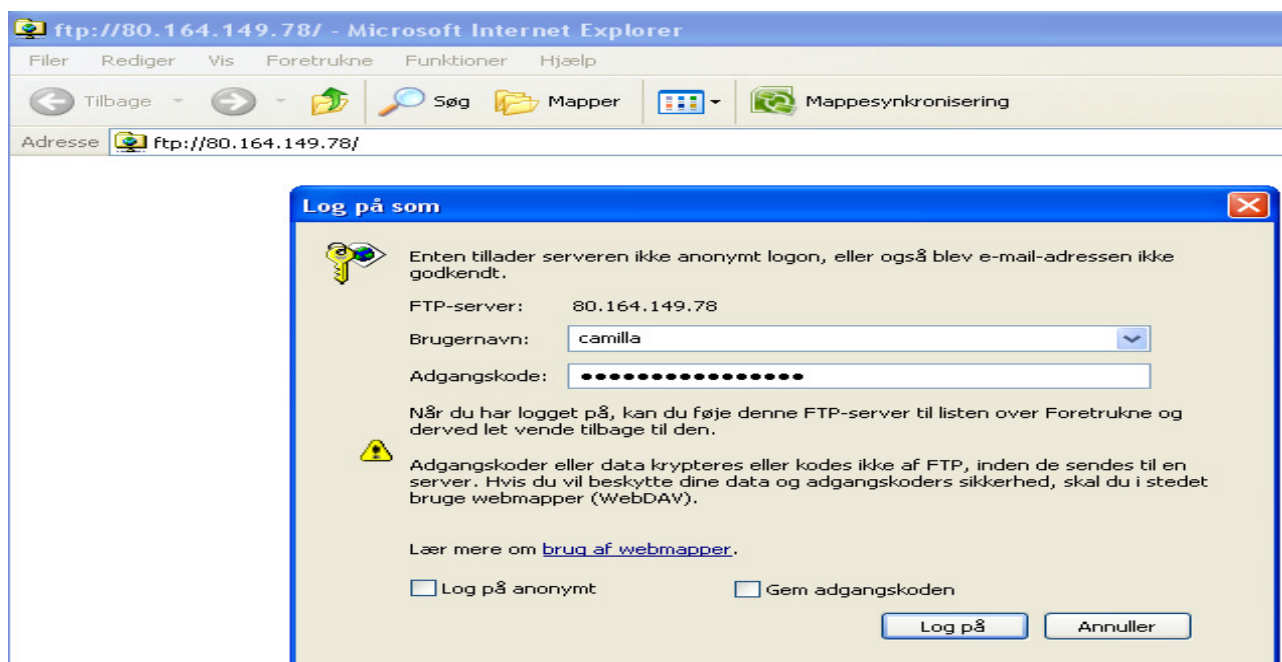 ftp://80.164.149.78/ - Microsoft Internet Explorer
Filer Rediger Vis Foretrukne Funktioner Hjælp
Tilbage Søg Mapper Mappesynkronisering
Adresse ftp://80.164.149.78/
Log på som
Enten tillader serveren ikke anonymt logon, eller også blev e-mail-adressen ikke
godkendt.
FTP-server: 80.164.149.78
Brugernavn: camilla
Adgangskode: ••••••••••••••••
Når du har logget på, kan du føje denne FTP-server til listen over Foretrukne og
derved let vende tilbage til den.
Adgangskoder eller data krypteres eller kodes ikke af FTP, inden de sendes til en
server. Hvis du vil beskytte dine data og adgangskoders sikkerhed, skal du i stedet
bruge webmapper (WebDAV).
Lær mere om brug af webmapper.
Log på anonymt Gem adgangskoden
Log på Annuller